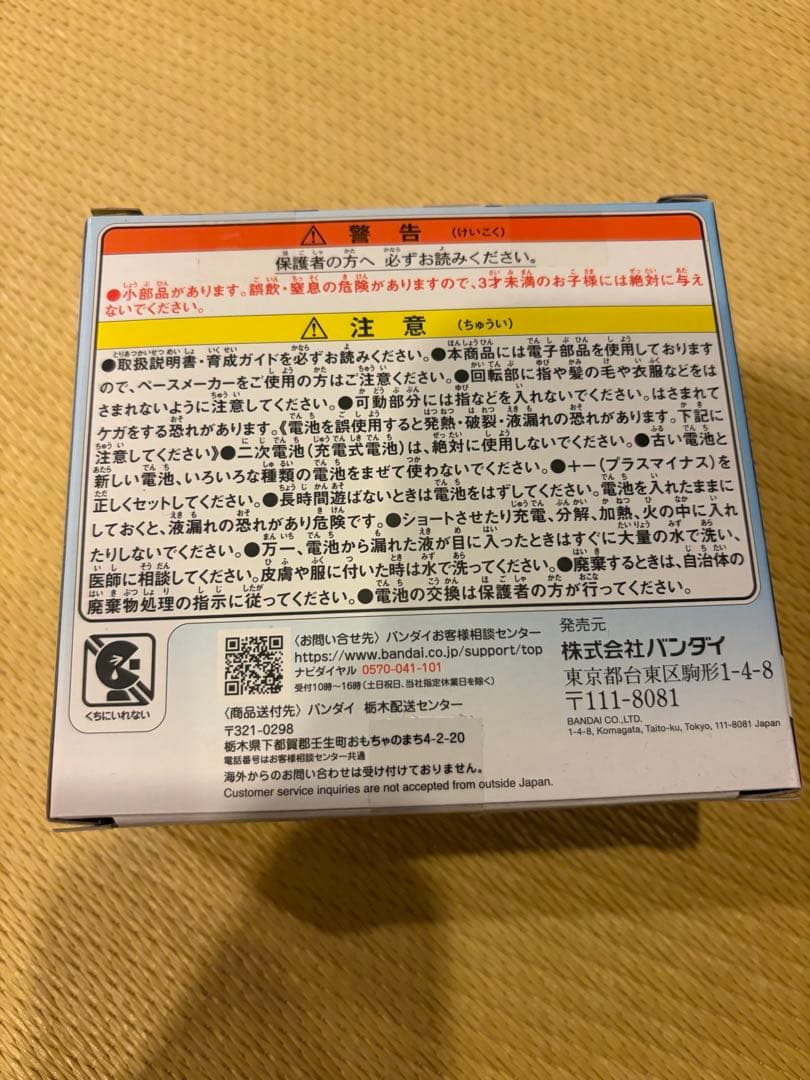 警告 (けいこく)
保護者の方へ 必ずお読みください。
●小部品があります。誤飲・窒息の危険がありますので、3才未満のお子様には絶対に与え
ないでください。
注意 (ちゅうい)
●取扱説明書・育成ガイドを必ずお読みください。●本商品には電子部品を使用しております
ので、ペースメーカーをご使用の方はご注意ください。●回転部に指や髪の毛や衣服などをは
さまれないように注意してください。●可動部分には指などを入れないでください。はさまれて
ケガをする恐れがあります。《電池を誤使用すると発熱・破裂・液漏れの恐れがあります。下記に
注意してください》●二次電池(充電式電池)は、絶対に使用しないでください。●古い電池と
新しい電池、いろいろな種類の電池をまぜて使わないでください。●+-(プラスマイナス)を
正しくセットしてください。●長時間遊ばないときは電池をはずしてください。電池を入れたままに
しておくと、液漏れの恐れがあり危険です。●ショートさせたり充電、分解、加熱、火の中に入れ
たりしないでください。●万一、電池から漏れた液が目に入ったときはすぐに大量の水で洗い、
医師に相談してください。皮膚や服に付いた時は水で洗ってください。●廃棄するときは、自治体の
廃棄物処理の指示に従ってください。●電池の交換は保護者の方が行ってください。
くちにいれない
〈お問い合せ先〉バンダイお客様相談センター
https://www.bandai.co.jp/support/top
ナビダイヤル 0570-041-101
受付10時~16時(土日祝日、当社指定休業日を除く)
〈商品送付先〉バンダイ 栃木配送センター
〒321-0298
栃木県下都賀郡壬生町おもちゃのまち4-2-20
電話番号はお客様相談センター共通
海外からのお問い合わせは受け付けておりません。
Customer service inquiries are not accepted from outside Japan.
発売元
株式会社バンダイ
東京都台東区駒形1-4-8
〒111-8081
BANDAI CO.,LTD.
1-4-8, Komagata, Taito-ku, Tokyo, 111-8081 Japan